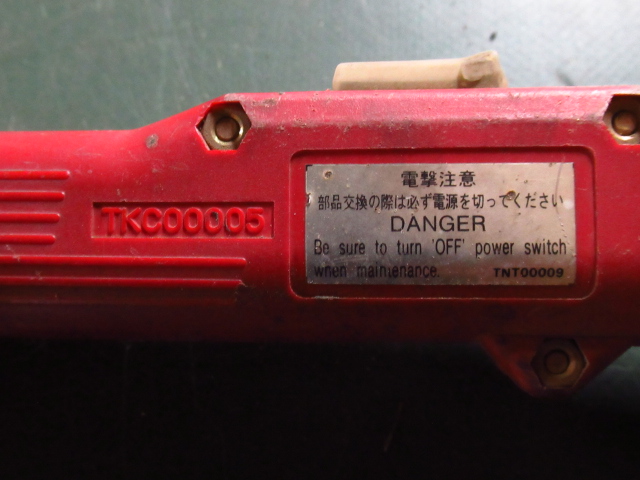 TKC00005
電撃注意
部品交換の際は必ず電源を切ってください
DANGER
Be sure to turn 'OFF' power switch
when maintenance. TNT00009